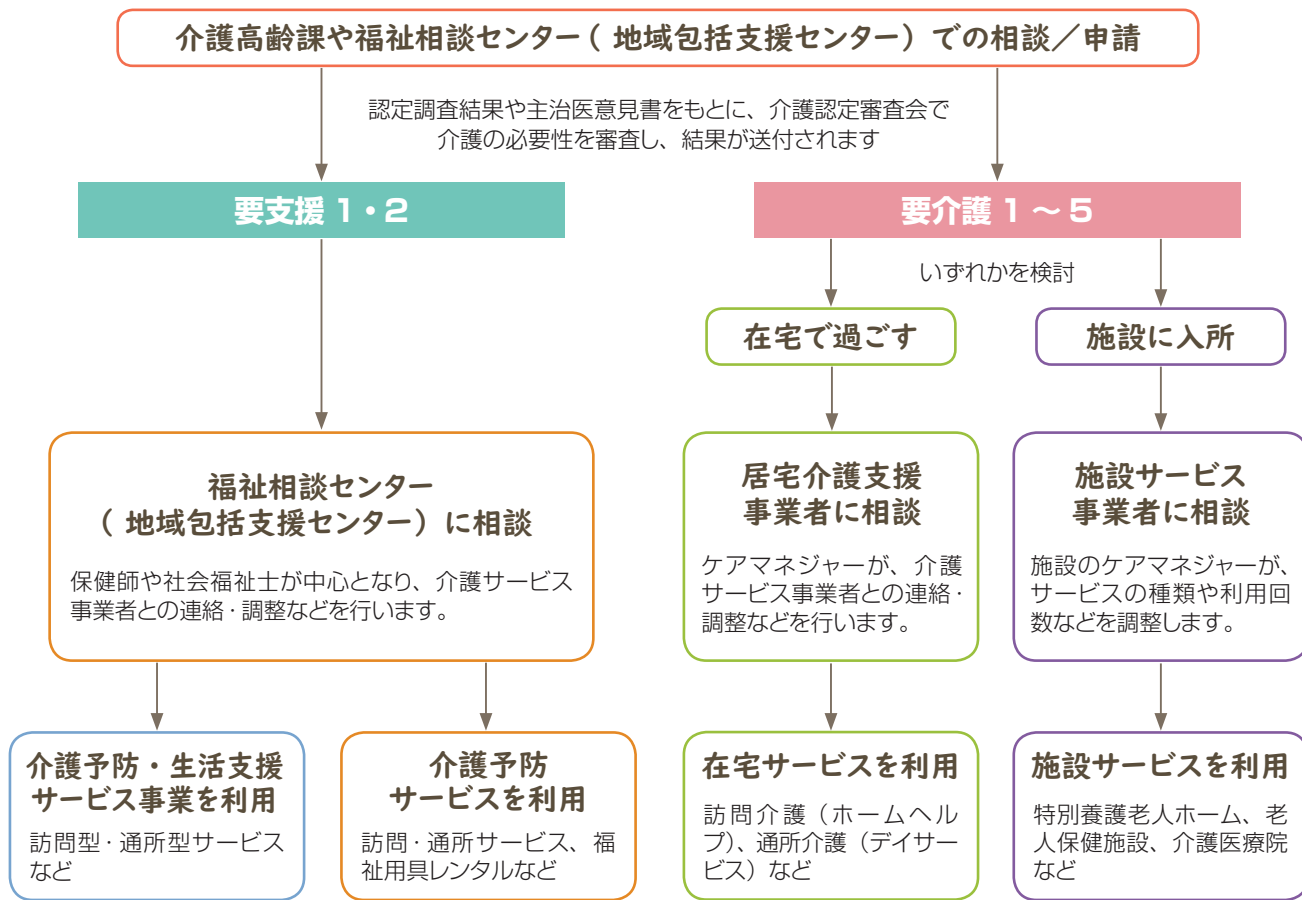 介護高齢課や福祉相談センター( 地域包括支援センター) での相談／申請
認定調査結果や主治医意見書をもとに、介護認定審査会で
介護の必要性を審査し、結果が送付されます
要支援 1・2
要介護 1 ～ 5
いずれかを検討
在宅で過ごす
施設に入所
福祉相談センター
( 地域包括支援センター) に相談
保健師や社会福祉士が中心となり、介護サービス
事業者との連絡・調整などを行います。
居宅介護支援
事業者に相談
ケアマネジャーが、介護
サービス事業者との連絡・
調整などを行います。
施設サービス
事業者に相談
施設のケアマネジャーが、
サービスの種類や利用回
数などを調整します。
介護予防・生活支援
サービス事業を利用
訪問型・通所型サービス
など
介護予防
サービスを利用
訪問・通所サービス、福
祉用具レンタルなど
在宅サービスを利用
訪問介護（ホームヘル
プ）、通所介護（デイサー
ビス）など
施設サービスを利用
特別養護老人ホーム、老
人保健施設、介護医療院
など